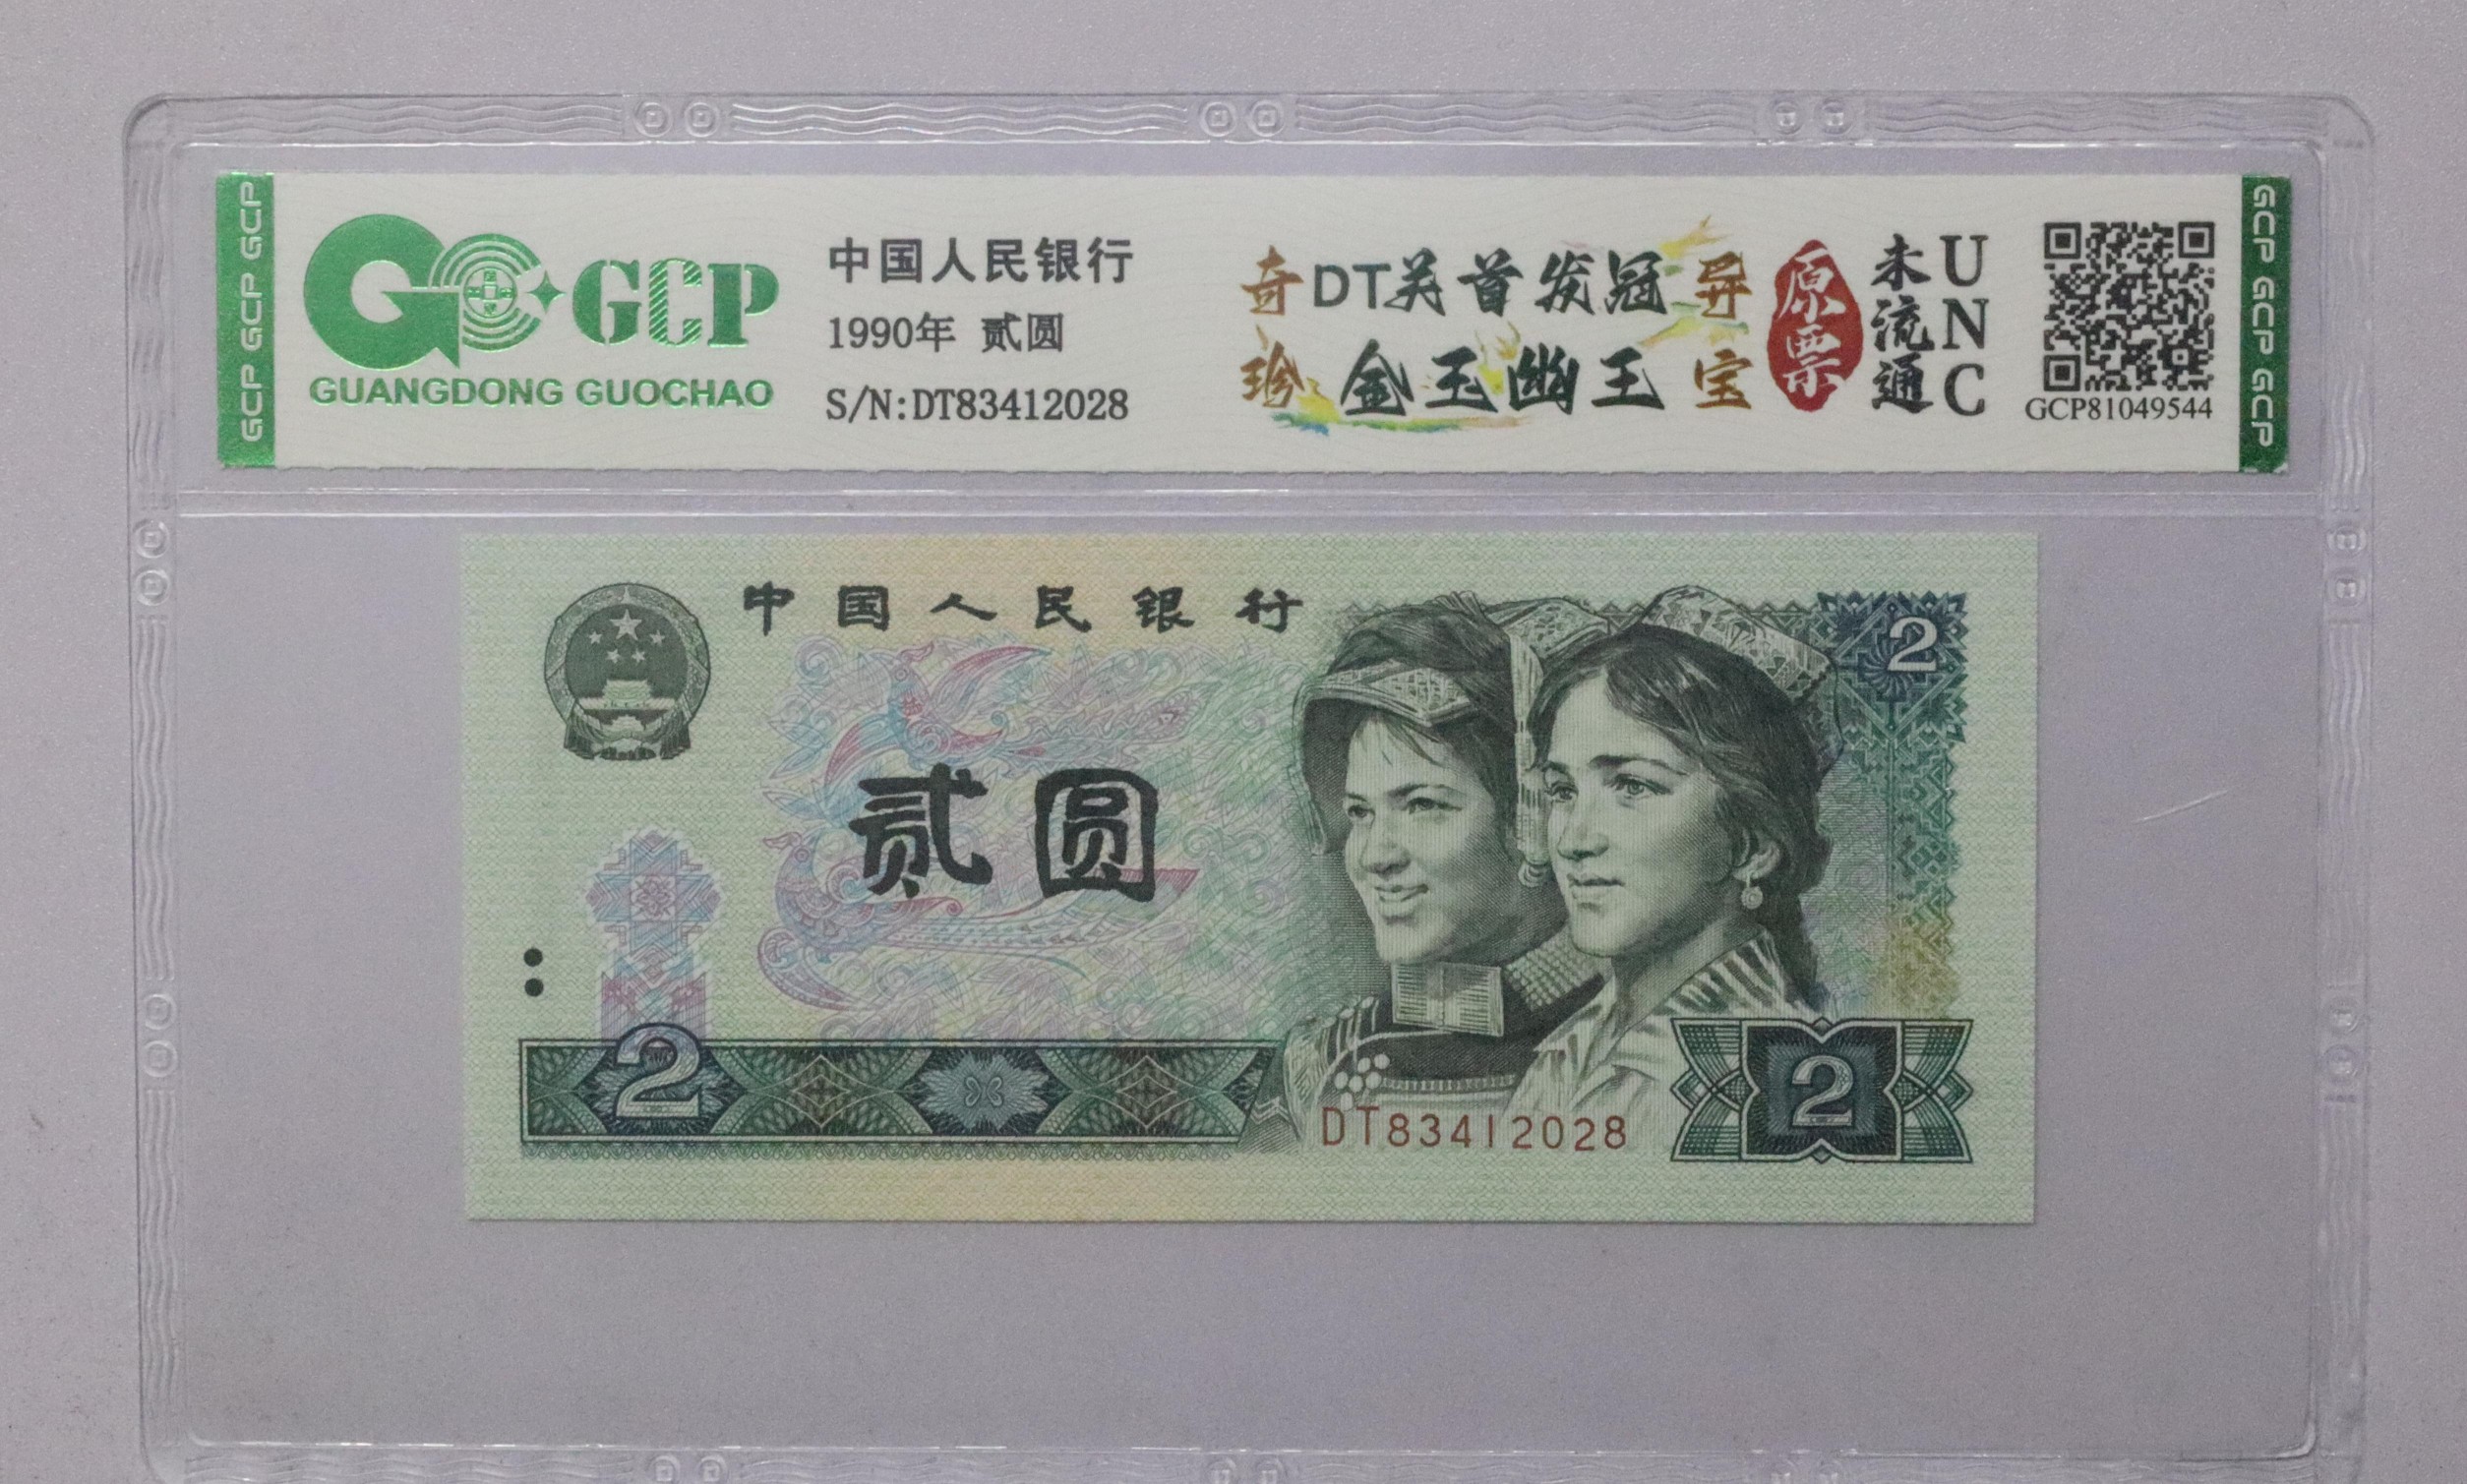 GCP GCP GCP
GCP
GUANGDONG GUOCHAO
中国人民银行
1990年 贰圆
S/N:DT83412028
奇DT关首发冠异
珍金玉幽王宝
原票
未流通
UNC
GCP81049544
GCP GCP GCP
中国人民银行
2
贰圆
2
DT83412028
2